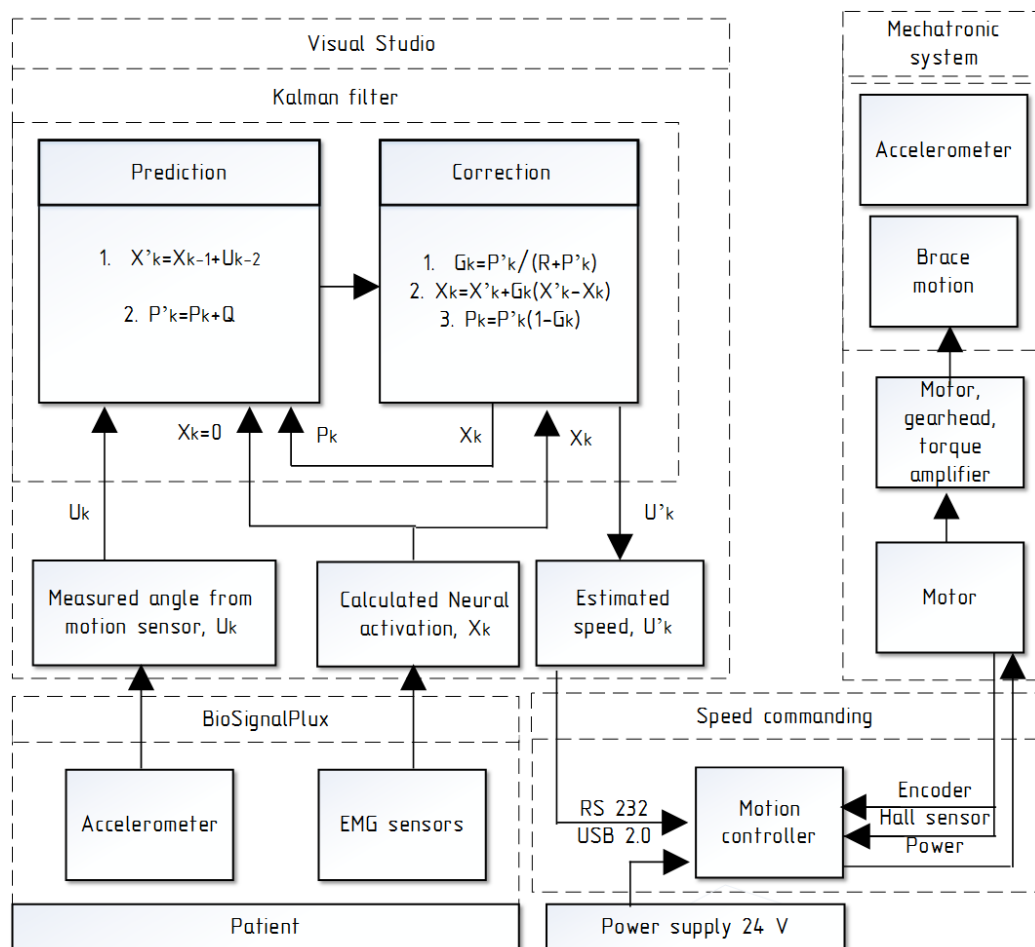 Visual Studio
Kalman filter
Prediction
1. X'k=Xk-1+Uk-2
2. P'k=Pk+Q
Correction
1. Gk=P'k/(R+P'k)
2. Xk=X'k+Gk(X'k-Xk)
3. Pk=P'k(1-Gk)
Xk=0
Pk
Xk
Xk
Uk
U'k
Measured angle from
motion sensor, Uk
Calculated Neural
activation, Xk
Estimated
speed, U'k
BioSignalPlux
Accelerometer
EMG sensors
Patient
Mechatronic
system
Accelerometer
Brace
motion
Motor,
gearhead,
torque
amplifier
Motor
Speed commanding
RS 232
USB 2.0
Motion
controller
Encoder
Hall sensor
Power
Power supply 24 V